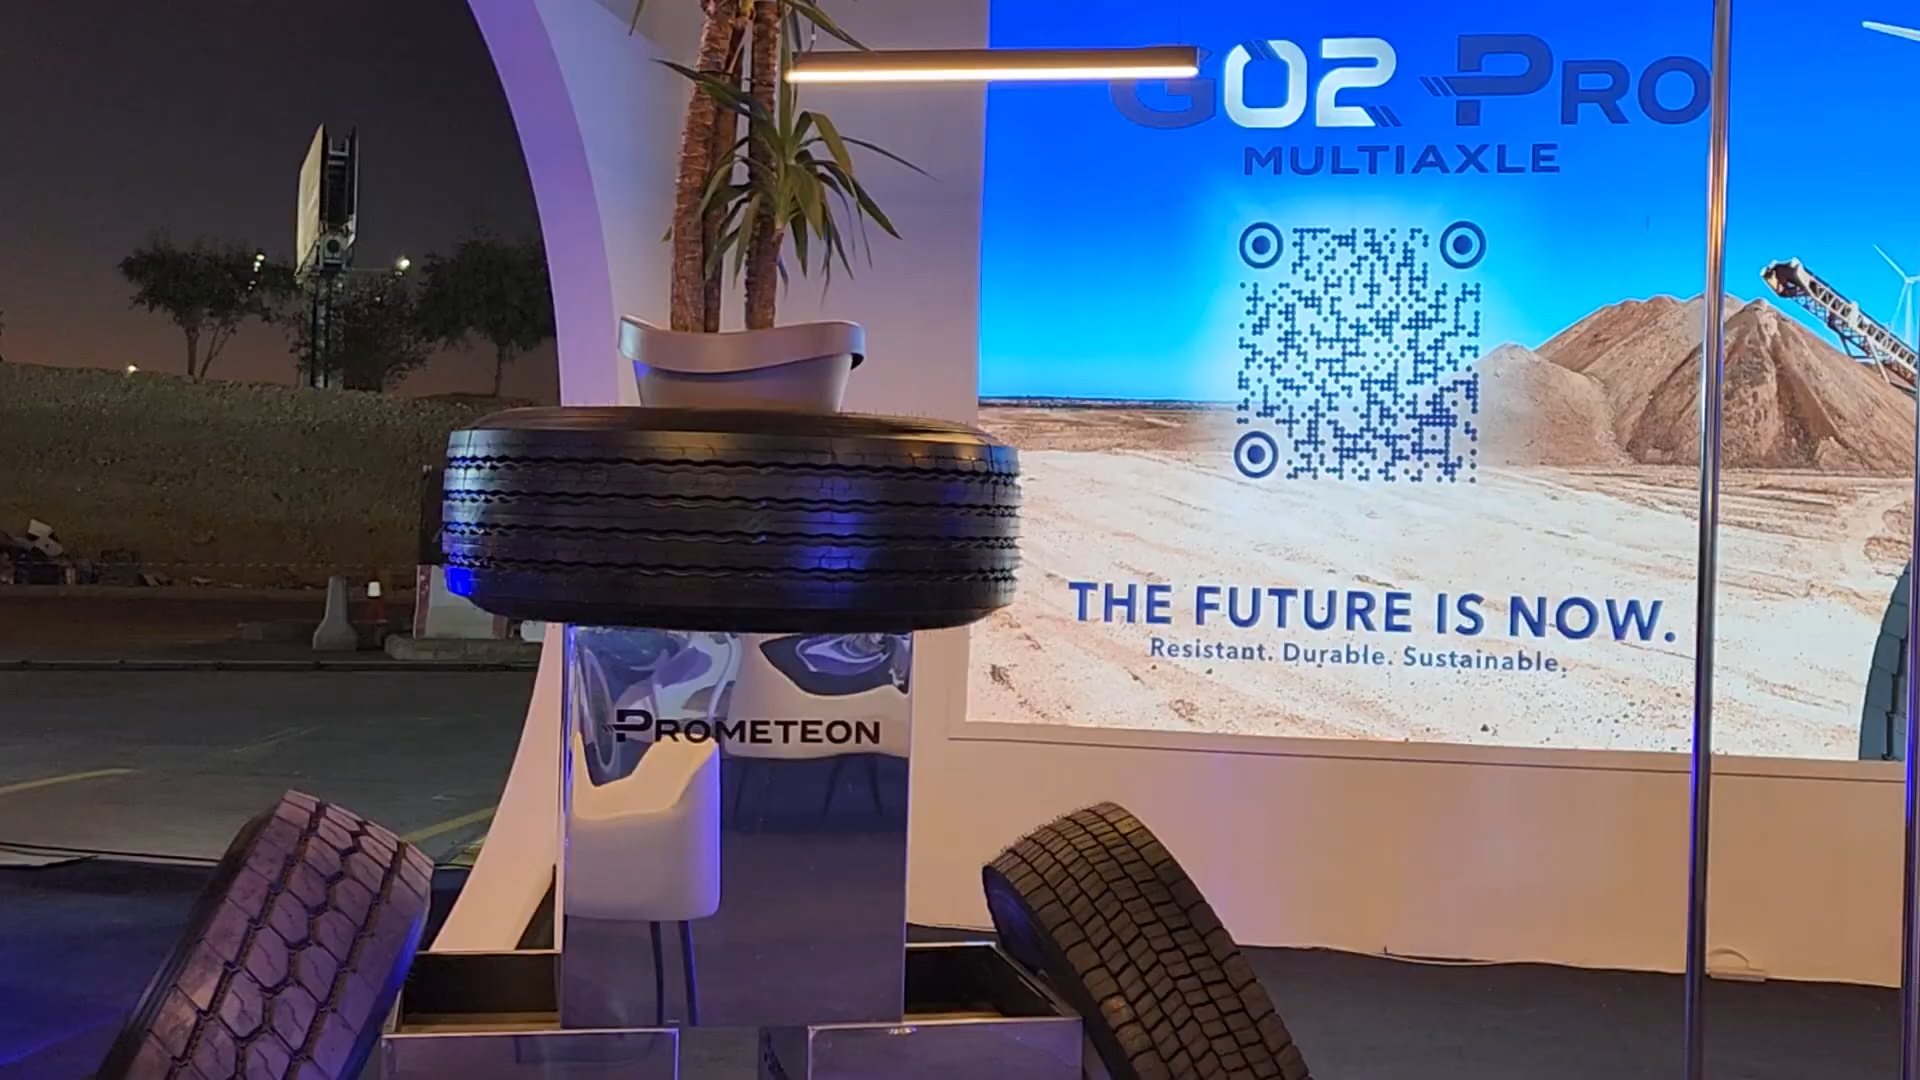 G02 PRO
MULTIAXLE
THE FUTURE IS NOW.
Resistant. Durable. Sustainable.
PROMETEON